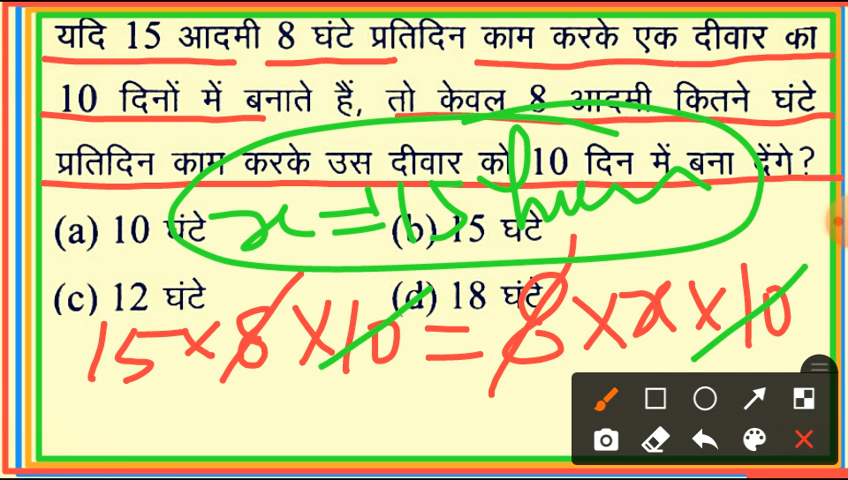 यदि 15 आदमी 8 घंटे प्रतिदिन काम करके एक दीवार का
10 दिनों में बनाते हैं, तो केवल 8 आदमी कितने घंटे
प्रतिदिन काम करके उस दीवार को 10 दिन में बना देंगे?
x = 15
(a) 10 घंटे (b) 15 घंटे
(c) 12 घंटे (d) 18 घंटे
15 × 8 × 10 = 8 × x × 10